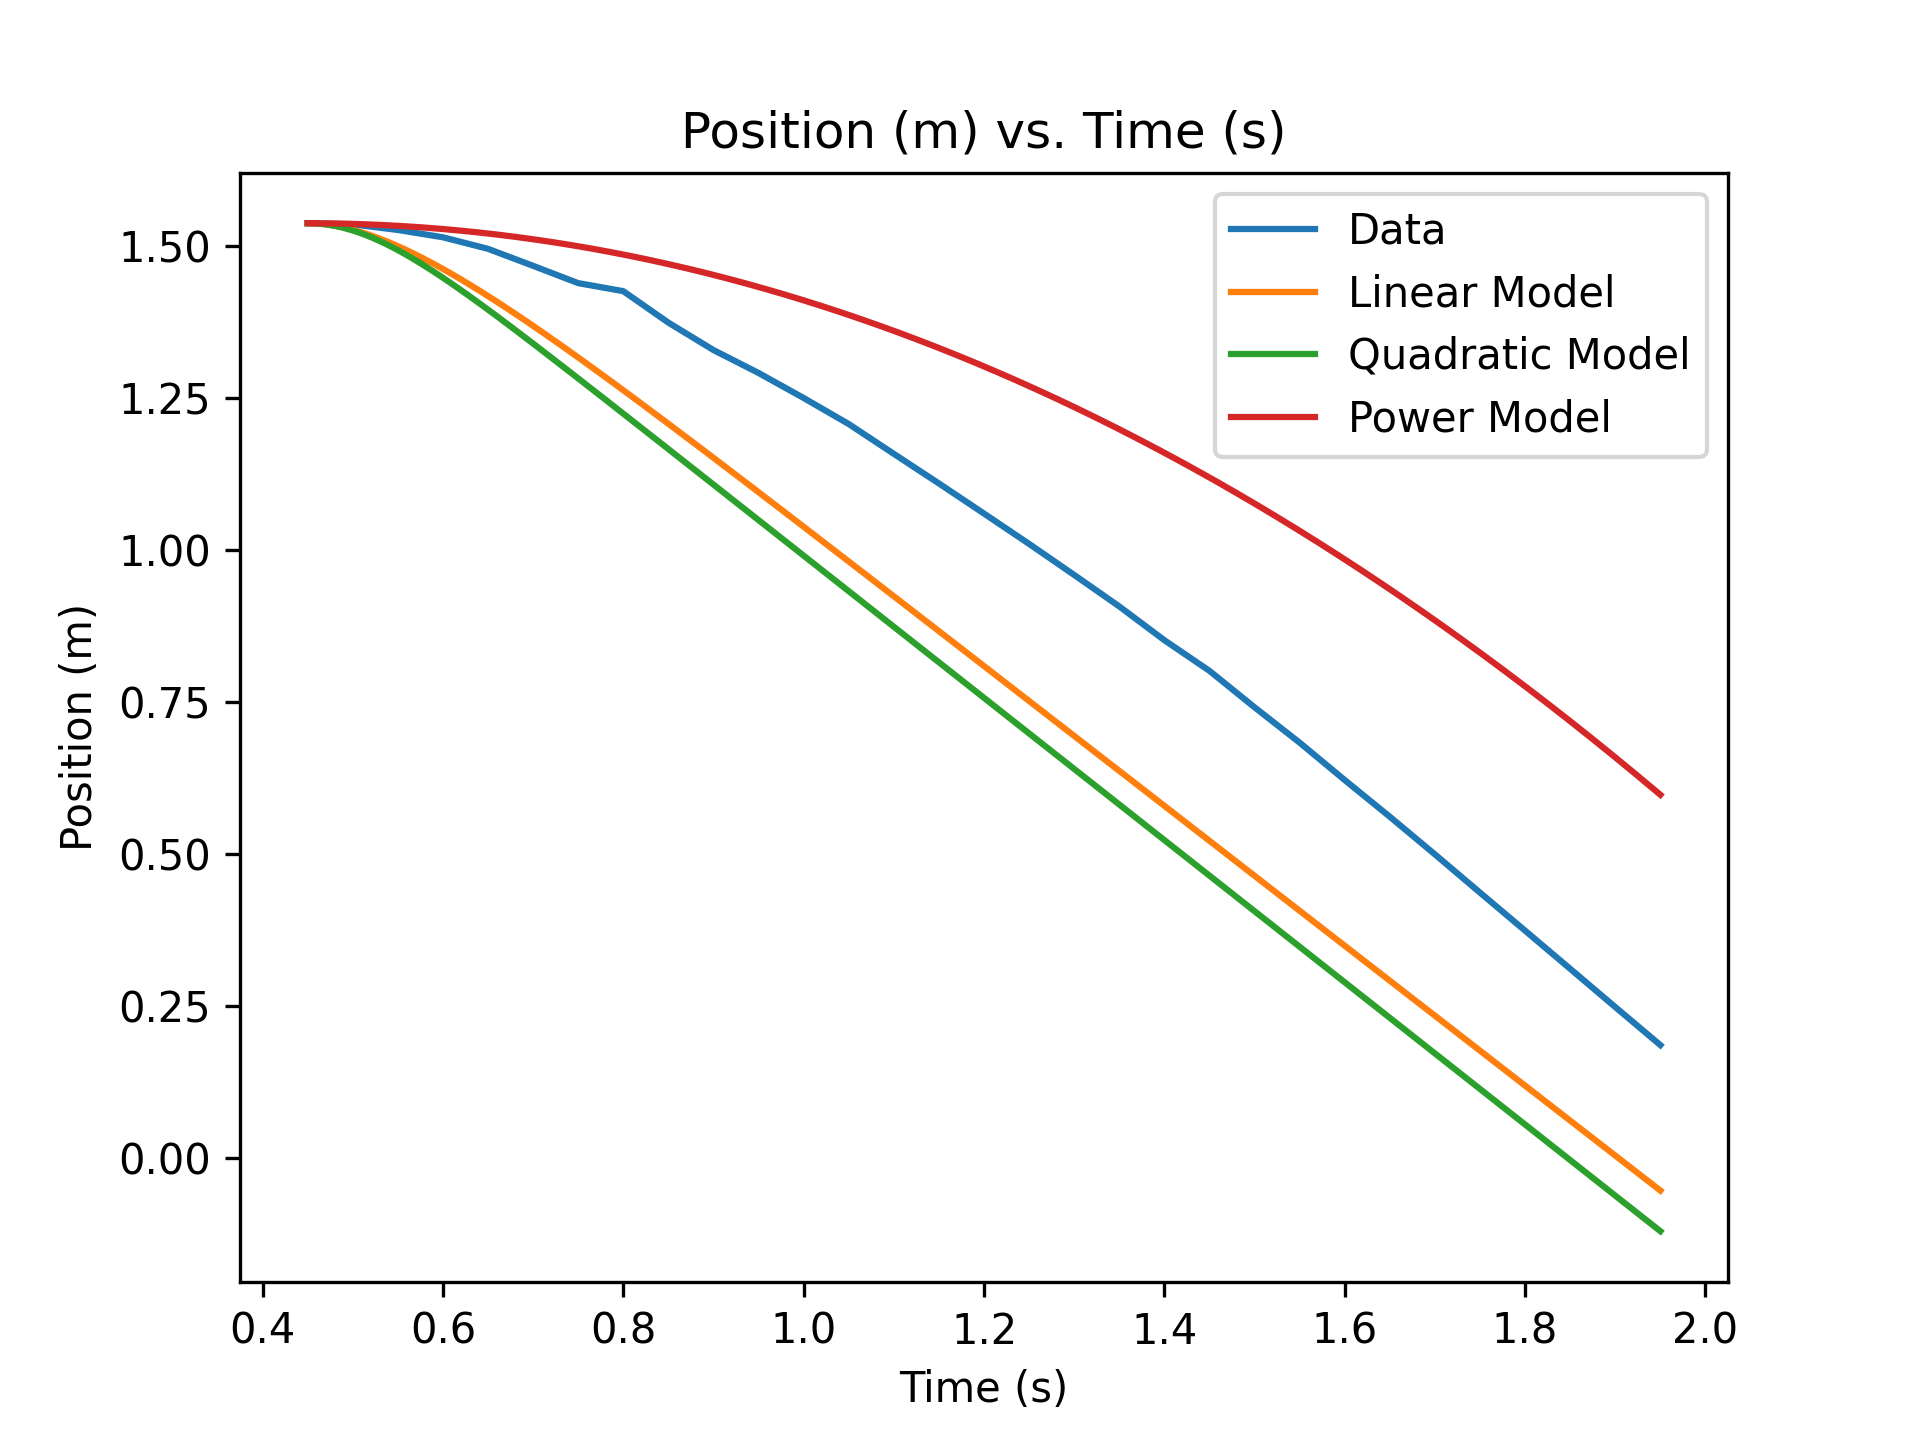 Position (m) vs. Time (s)
Data
Linear Model
Quadratic Model
Power Model
1.50
1.25
1.00
0.75
0.50
0.25
0.00
Position (m)
0.4 0.6 0.8 1.0 1.2 1.4 1.6 1.8 2.0
Time (s)